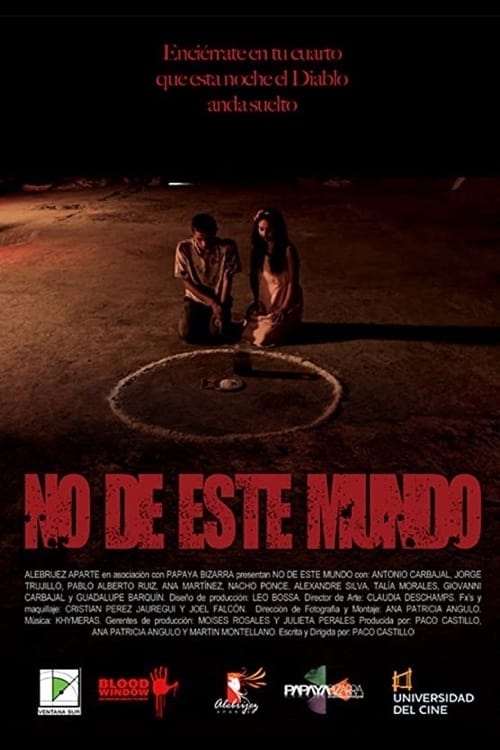 Enciérrate en tu cuarto
que esta noche el Diablo
anda suelto
NO DE ESTE MUNDO
ALEBRIJEZ APARTE en asociación con PAPAYA BIZARRA presentan NO DE ESTE MUNDO con: ANTONIO CARBAJAL, JORGE
TRUJILLO, PABLO ALBERTO RUIZ, ANA MARTÍNEZ, NACHO PONCE, ALEXANDRE SILVA, TALÍA MORALES, GIOVANNI
CARBAJAL y GUADALUPE BARQUÍN. Diseño de producción: LEO BOSSA. Director de Arte: CLAUDIA DESCHAMPS. Fx's y
maquillaje: CRISTIAN PEREZ JAUREGUI Y JOEL FALCÓN. Dirección de Fotografía y Montaje: ANA PATRICIA ANGULO.
Música: KHYMERAS. Gerentes de producción: MOISES ROSALES Y JULIETA PERALES Producida por: PACO CASTILLO,
ANA PATRICIA ANGULO y MARTIN MONTELLANO. Escrita y Dirigida por: PACO CASTILLO
VENTANA SUR
BLOOD
WINDOW
Alebrijez
APARTE
PAPAYA BIZARRA
UNIVERSIDAD
DEL CINE